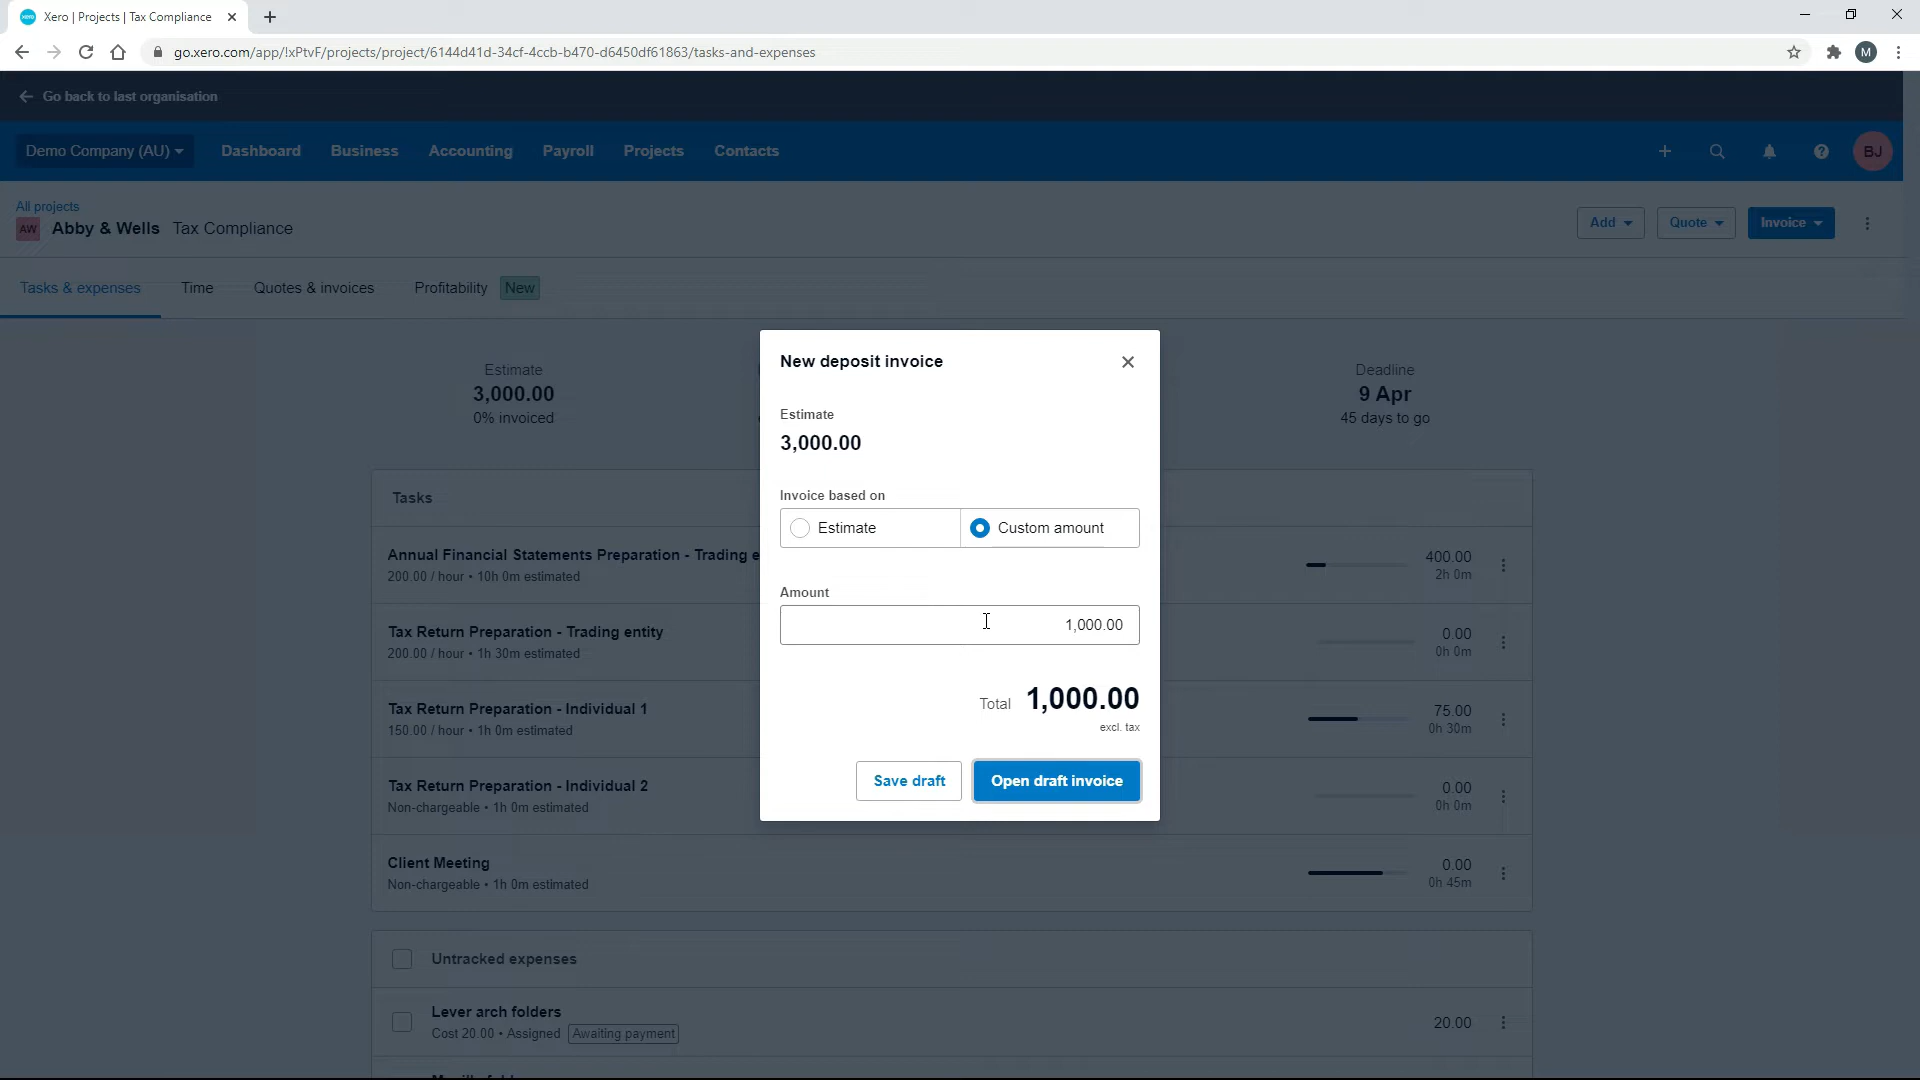 Xero | Projects | Tax Compliance
go.xero.com/app/!xPtvF/projects/project/6144d41d-34cf-4ccb-b470-d6450df61863/tasks-and-expenses
M
Go back to last organisation
Demo Company (AU)
Dashboard
Business
Accounting
Payroll
Projects
Contacts
BJ
All projects
AW
Abby & Wells
Tax Compliance
Add
Quote
Invoice
Tasks & expenses
Time
Quotes & invoices
Profitability
New
Estimate
3,000.00
0% invoiced
Deadline
9 Apr
45 days to go
New deposit invoice
Estimate
3,000.00
Invoice based on
Estimate
Custom amount
Amount
1,000.00
Total 1,000.00
excl. tax
Save draft
Open draft invoice
Tasks
Annual Financial Statements Preparation - Trading
200.00 / hour • 10h 0m estimated
400.00
2h 0m
Tax Return Preparation - Trading entity
200.00 / hour • 1h 30m estimated
0.00
0h 0m
Tax Return Preparation - Individual 1
150.00 / hour • 1h 0m estimated
75.00
0h 30m
Tax Return Preparation - Individual 2
Non-chargeable • 1h 0m estimated
0.00
0h 0m
Client Meeting
Non-chargeable • 1h 0m estimated
0.00
0h 45m
Untracked expenses
Lever arch folders
Cost 20.00 • Assigned Awaiting payment
20.00